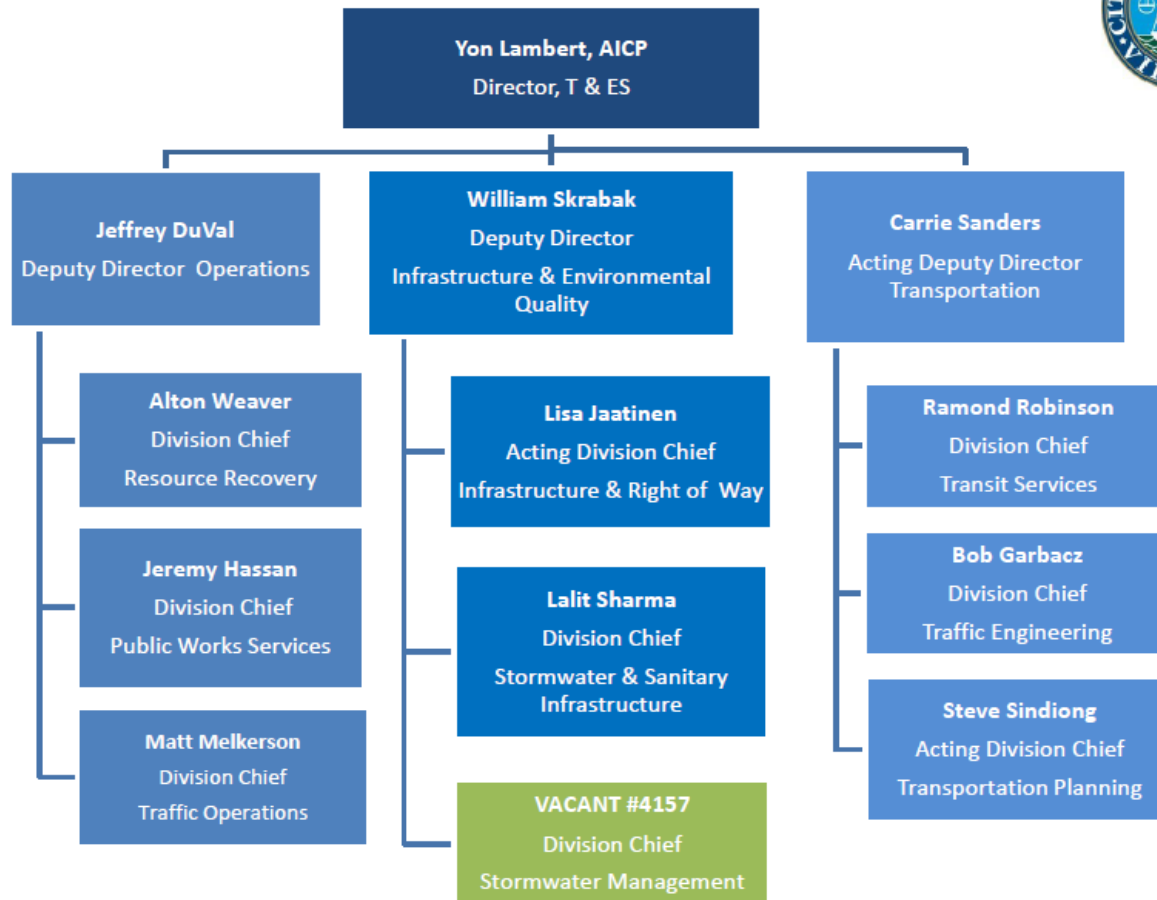 Yon Lambert, AICP
Director, T & ES
Jeffrey DuVal
Deputy Director Operations
Alton Weaver
Division Chief
Resource Recovery
Jeremy Hassan
Division Chief
Public Works Services
Matt Melkerson
Division Chief
Traffic Operations
William Skrabak
Deputy Director
Infrastructure & Environmental
Quality
Lisa Jaatinen
Acting Division Chief
Infrastructure & Right of Way
Lalit Sharma
Division Chief
Stormwater & Sanitary
Infrastructure
VACANT #4157
Division Chief
Stormwater Management
Carrie Sanders
Acting Deputy Director
Transportation
Ramond Robinson
Division Chief
Transit Services
Bob Garbacz
Division Chief
Traffic Engineering
Steve Sindiong
Acting Division Chief
Transportation Planning